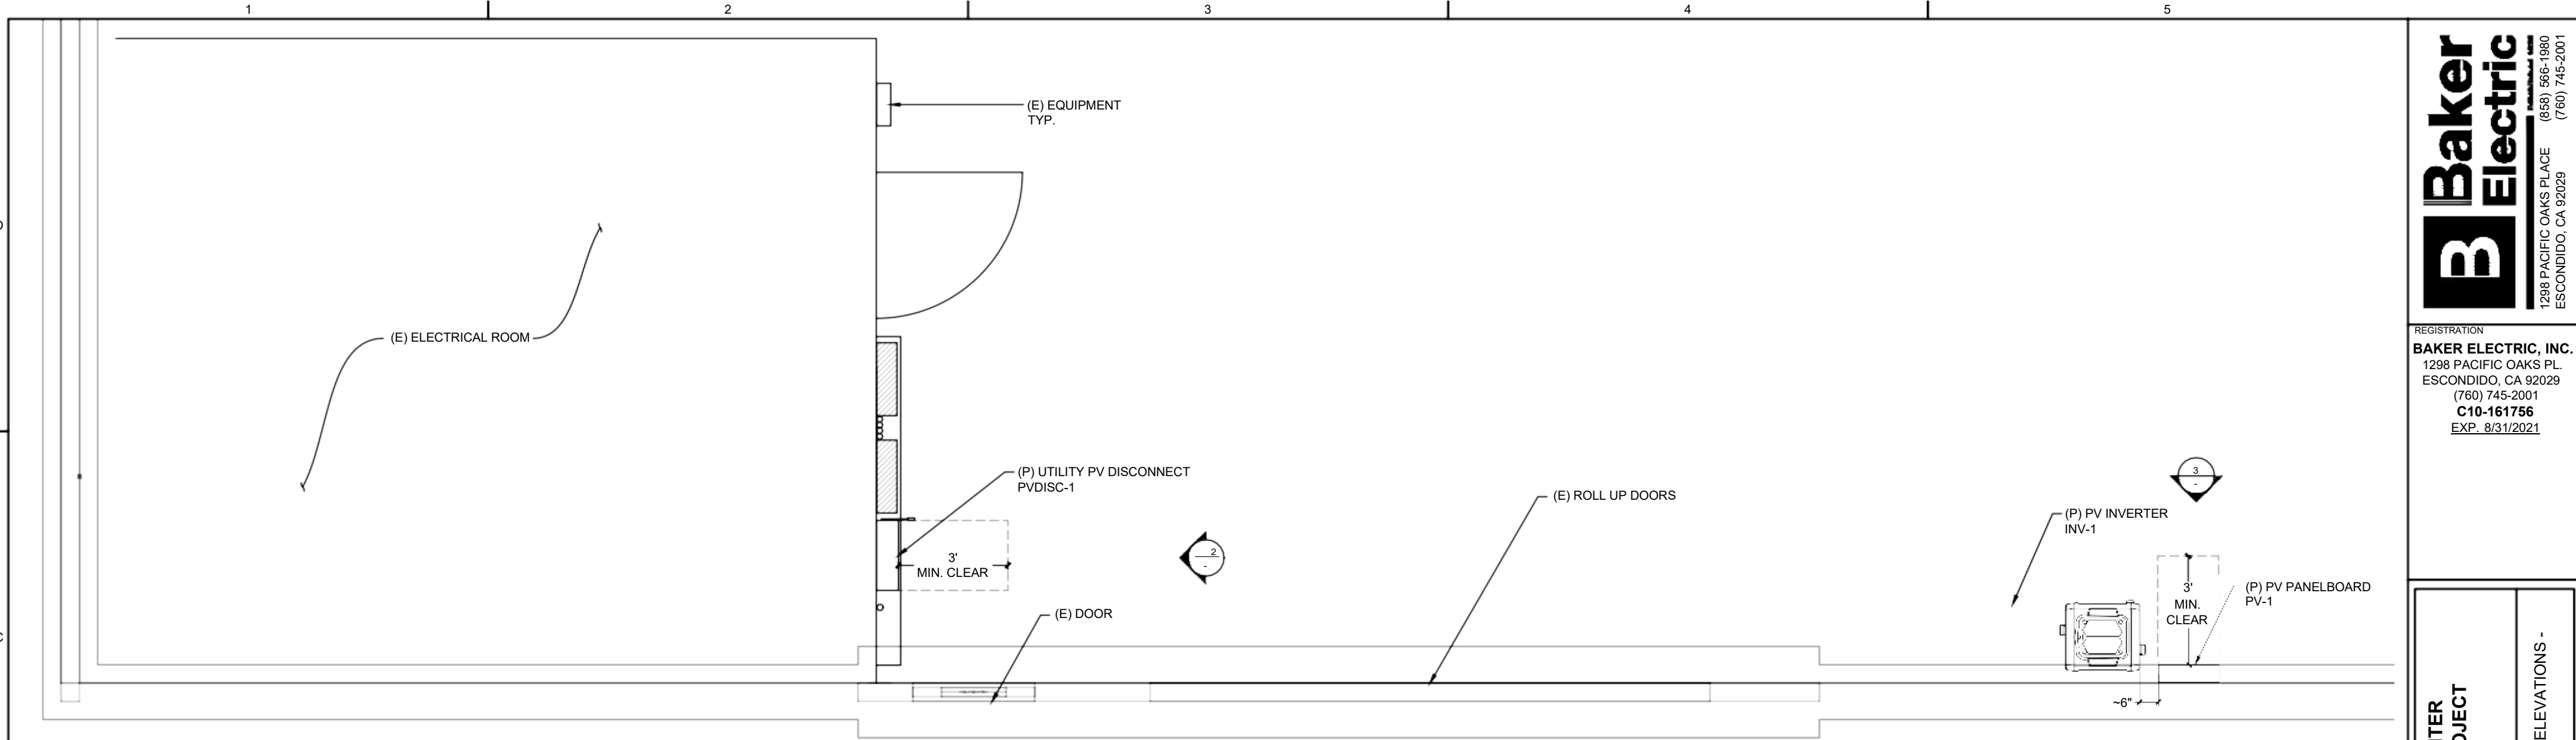 1
2
3
4
5
(E) EQUIPMENT
TYP.
(E) ELECTRICAL ROOM
(P) UTILITY PV DISCONNECT
PVDISC-1
3'
MIN. CLEAR
(E) DOOR
2
-
(E) ROLL UP DOORS
3
-
(P) PV INVERTER
INV-1
3'
MIN.
CLEAR
(P) PV PANELBOARD
PV-1
~6"
B
Baker
Electric
1298 PACIFIC OAKS PLACE (858) 566-1980
ESCONDIDO, CA 92029 (760) 745-2001
REGISTRATION
BAKER ELECTRIC, INC.
1298 PACIFIC OAKS PL.
ESCONDIDO, CA 92029
(760) 745-2001
C10-161756
EXP. 8/31/2021
ELEVATIONS -